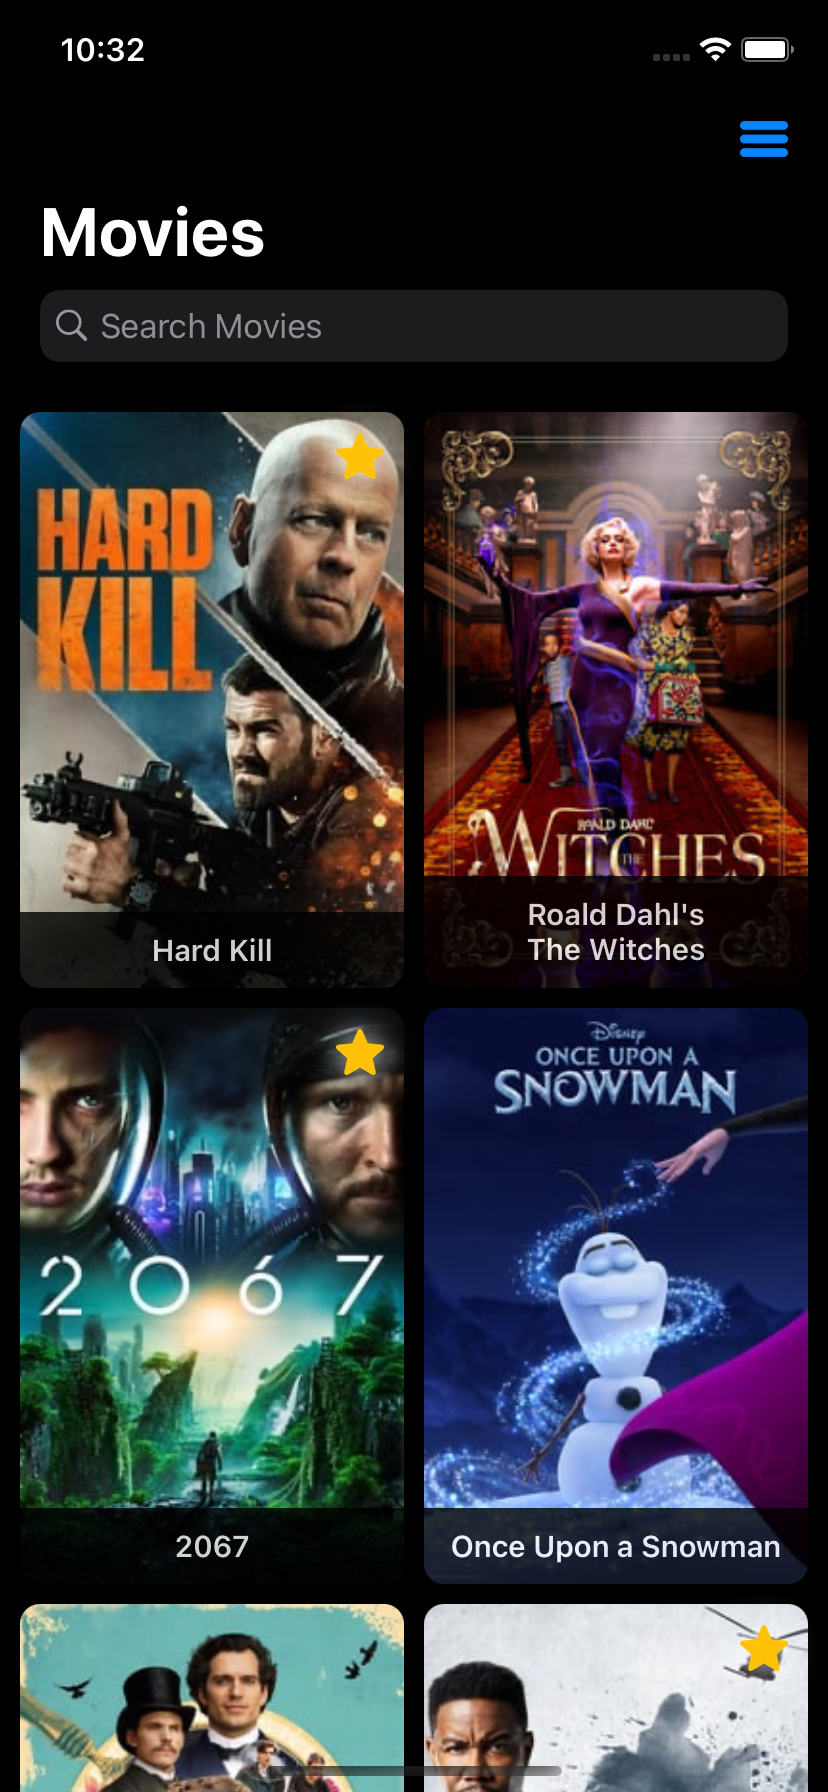 10:32
Movies
Search Movies
HARD
KILL
Hard Kill
ROALD DAHL'S
THE
WITCHES
Roald Dahl's
The Witches
2067
2067
Disney
ONCE UPON A
SNOWMAN
Once Upon a Snowman